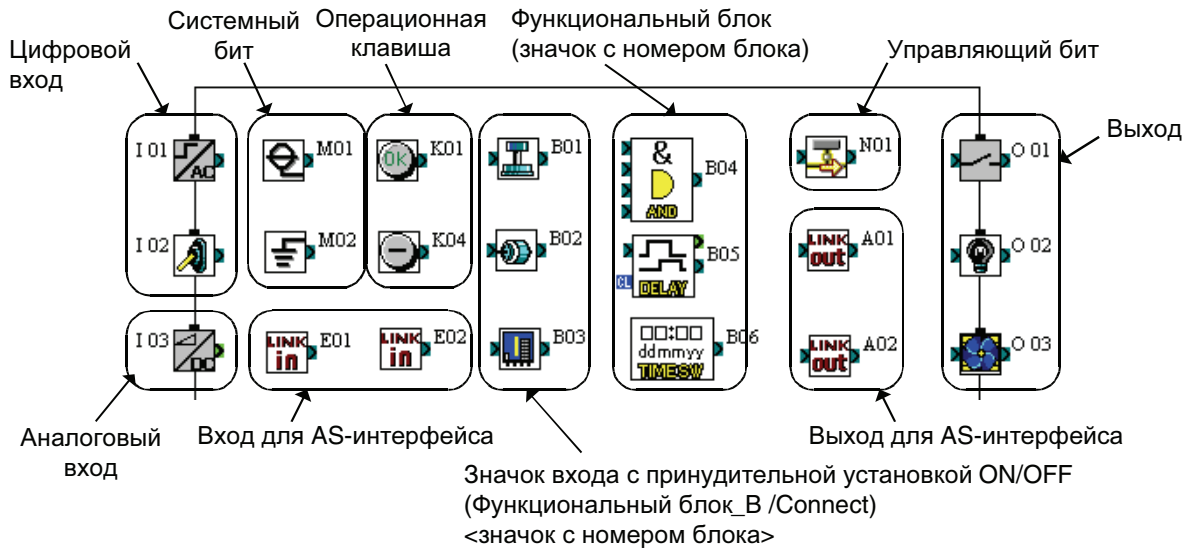 Цифровой
вход
Системный
бит
Операционная
клавиша
Функциональный блок
(значок с номером блока)
Управляющий бит
Выход
I 01
AC
M01
OK
K01
B01
&
AND
B04
N01
O 01
I 02
M02
K04
B02
CL
DELAY
B05
LINK
out
A01
O 02
I 03
DC
LINK
in
E01
LINK
in
E02
B03
ddmmyy
TIMESW
B06
LINK
out
A02
O 03
Аналоговый
вход
Вход для AS-интерфейса
Выход для AS-интерфейса
Значок входа с принудительной установкой ON/OFF
(Функциональный блок_B /Connect)
<значок с номером блока>